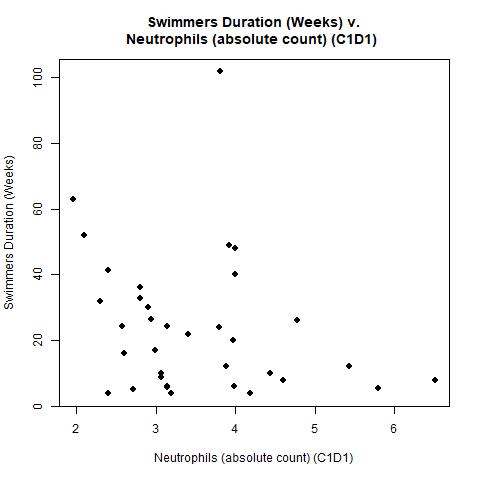 Swimmers Duration (Weeks) v.
Neutrophils (absolute count) (C1D1)
Swimmers Duration (Weeks)
100
80
60
40
20
0
2 3 4 5 6
Neutrophils (absolute count) (C1D1)